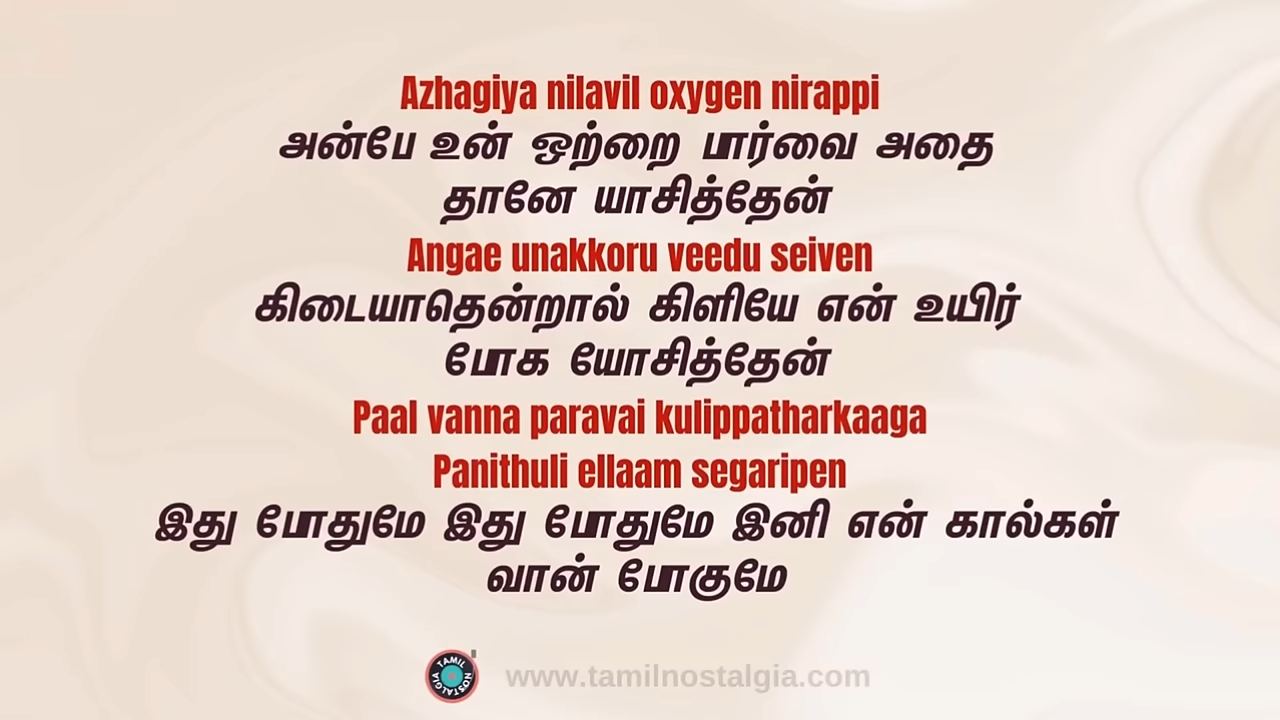 Azhagiya nilavil oxygen nirappi
அன்பே உன் ஒற்றை பார்வை அதை
தானே யாசித்தேன்
Angae unakkoru veedu seiven
கிடையாதென்றால் கிளியே என் உயிர்
போக யோசித்தேன்
Paal vanna paravai kulippatharkaaga
Panithuli ellaam segaripen
இது போதுமே இது போதுமே இனி என் கால்கள்
வான் போகுமே
TAMIL NOSTALGIA
www.tamilnostalgia.com